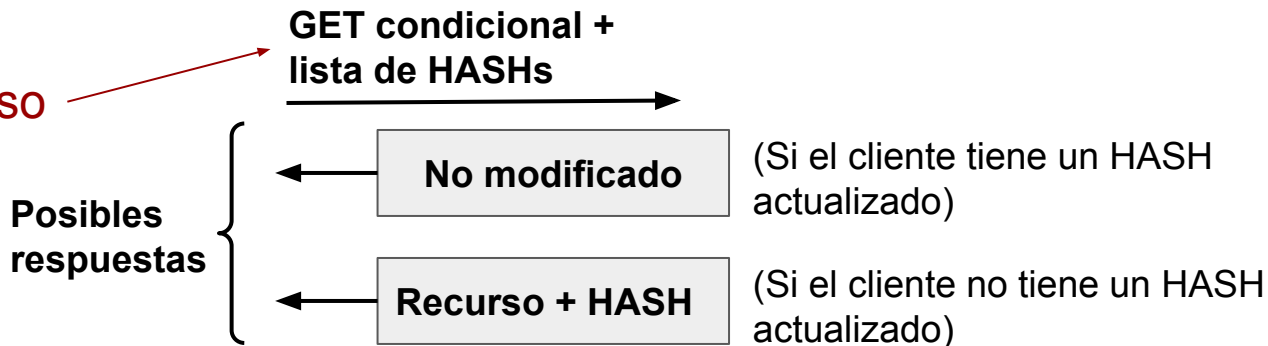 GET condicional +
lista de HASHs
so
No modificado
(Si el cliente tiene un HASH
actualizado)
Posibles
respuestas
Recurso + HASH
(Si el cliente no tiene un HASH
actualizado)